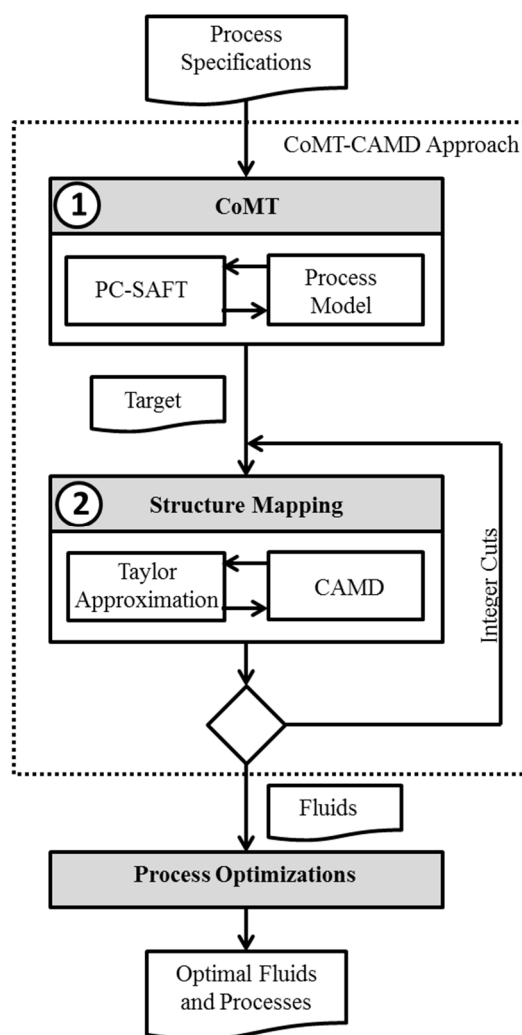 Process
Specifications
CoMT-CAMD Approach
1
CoMT
PC-SAFT
Process
Model
Target
2
Structure Mapping
Taylor
Approximation
CAMD
Integer Cuts
Fluids
Process Optimizations
Optimal Fluids
and Processes